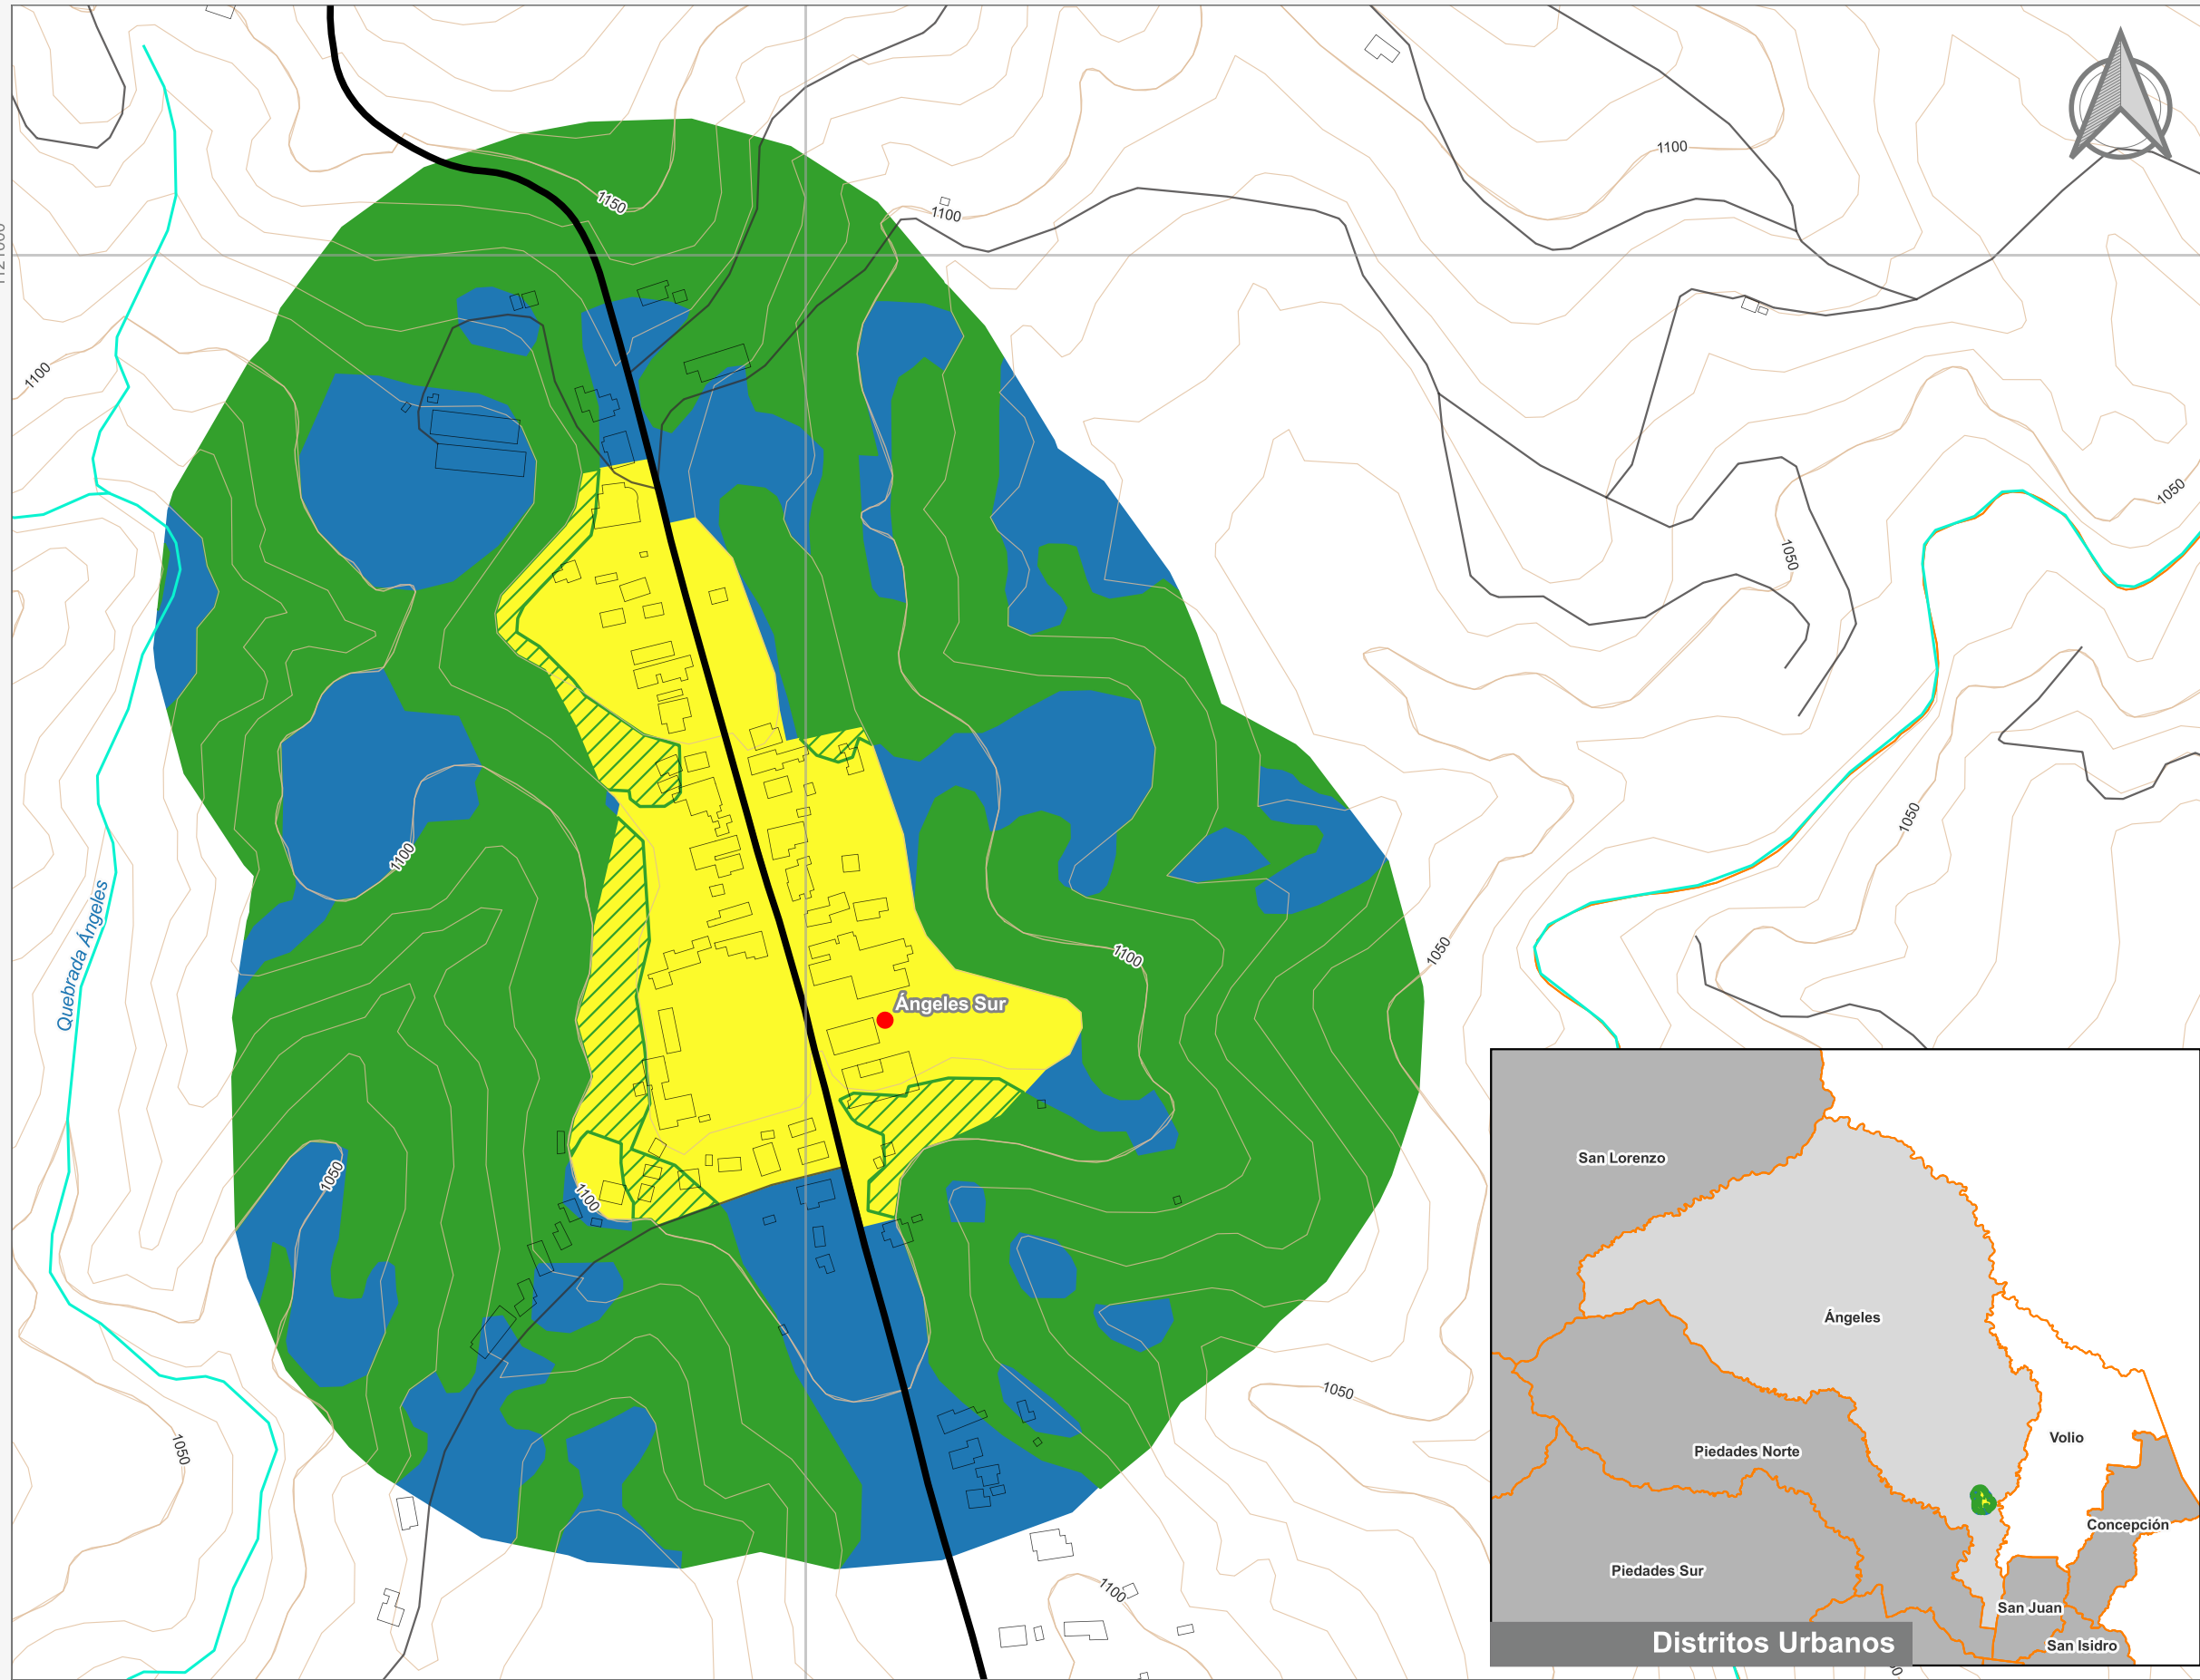 1100
1150
1100
1100
1050
1050
1050
1100
Quebrada Ángeles
1100
1050
Ángeles Sur
1050
1100
1050
1050
1100
San Lorenzo
Ángeles
Volio
Piedades Norte
Concepción
Piedades Sur
San Juan
San Isidro
Distritos Urbanos